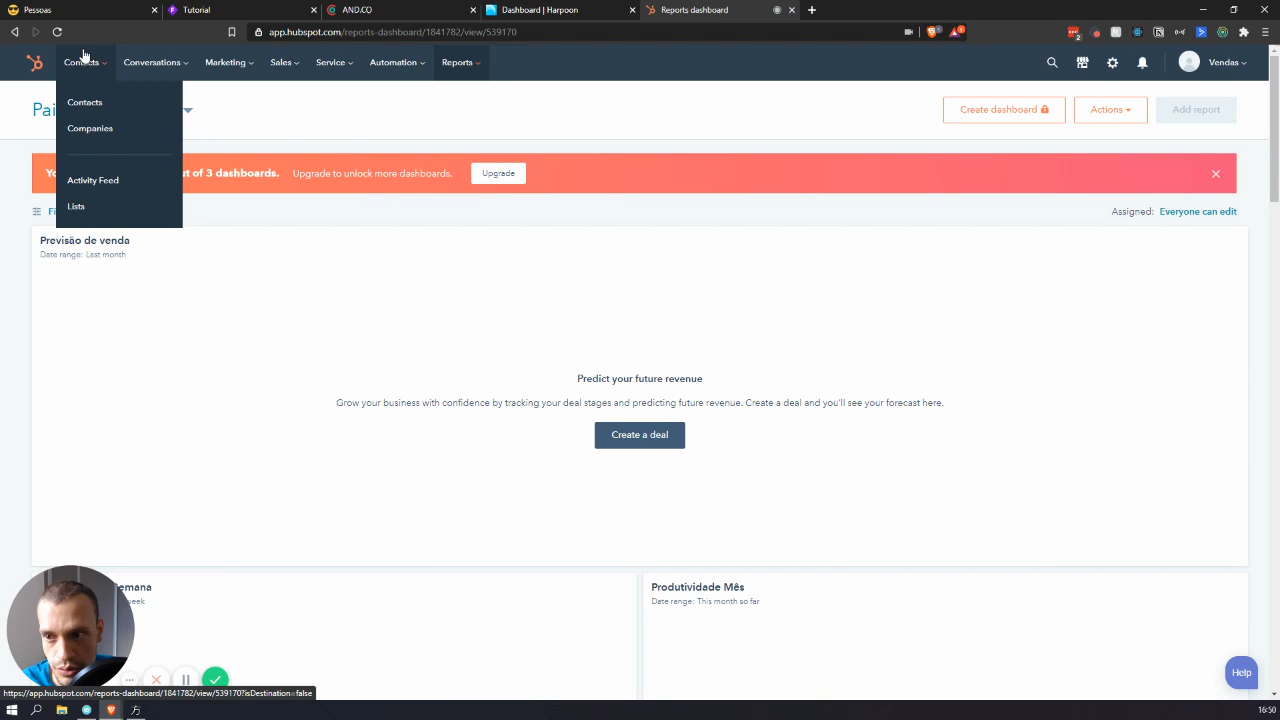 Pessoas
Tutorial
AND.CO
Dashboard | Harpoon
Reports dashboard
app.hubspot.com/reports-dashboard/1841782/view/539170
Contacts
Conversations
Marketing
Sales
Service
Automation
Reports
Vendas
Contacts
Companies
Activity Feed
Lists
Pai
Create dashboard
Actions
Add report
Yo
ut of 3 dashboards.
Upgrade to unlock more dashboards.
Upgrade
Fi
Assigned: Everyone can edit
Previsão de venda
Date range: Last month
Predict your future revenue
Grow your business with confidence by tracking your deal stages and predicting future revenue. Create a deal and you'll see your forecast here.
Create a deal
emana
week
Produtividade Mês
Date range: This month so far
Help
https://app.hubspot.com/reports-dashboard/1841782/view/539170?isDestination=false
16:50